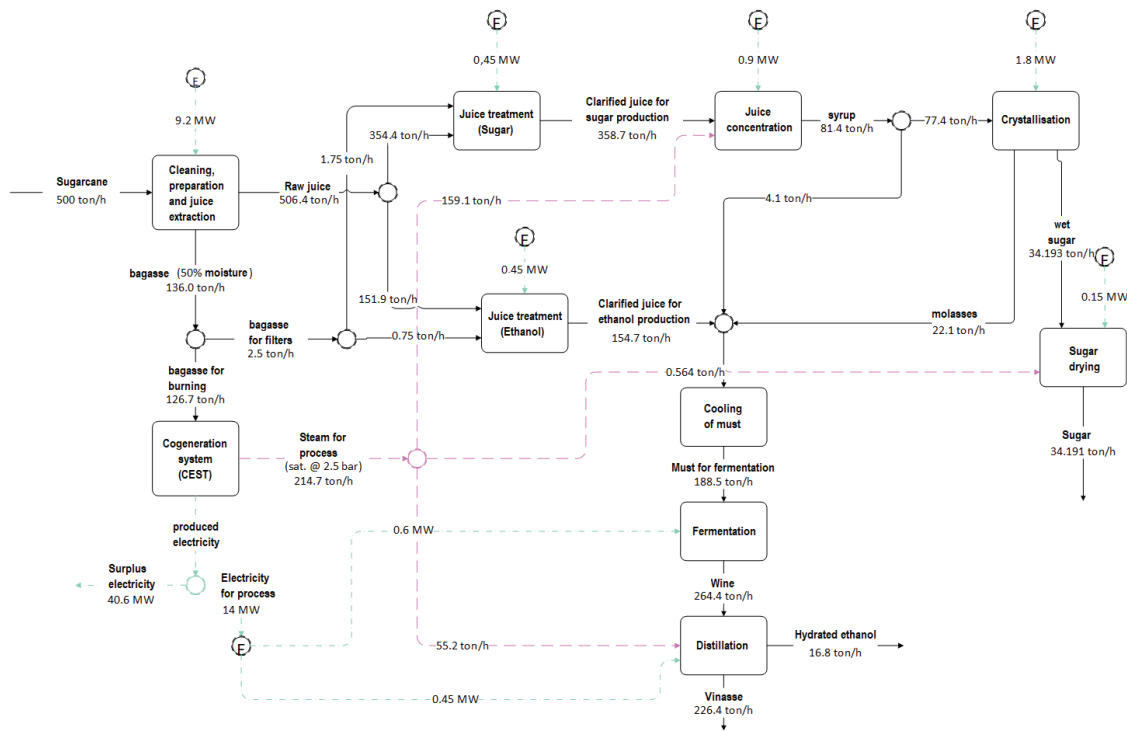 E
E
E
E
0,45 MW
0.9 MW
1.8 MW
9.2 MW
Juice treatment
(Sugar)
Clarified juice for
sugar production
358.7 ton/h
Juice
concentration
syrup
81.4 ton/h
77.4 ton/h
Crystallisation
354.4 ton/h
1.75 ton/h
Cleaning,
preparation
and juice
extraction
Sugarcane
500 ton/h
Raw juice
506.4 ton/h
159.1 ton/h
4.1 ton/h
wet
sugar
34.193 ton/h
E
E
0.45 MW
0.15 MW
bagasse (50% moisture)
136.0 ton/h
151.9 ton/h
Juice treatment
(Ethanol)
Clarified juice for
ethanol production
154.7 ton/h
molasses
22.1 ton/h
bagasse
for filters
2.5 ton/h
0.75 ton/h
Sugar
drying
bagasse for
burning
126.7 ton/h
0.564 ton/h
Cooling
of must
Cogeneration
system
(CEST)
Steam for
process
(sat. @ 2.5 bar)
214.7 ton/h
Sugar
34.191 ton/h
Must for fermentation
188.5 ton/h
produced
electricity
0.6 MW
Fermentation
Surplus
electricity
40.6 MW
Electricity
for process
14 MW
Wine
264.4 ton/h
E
55.2 ton/h
Distillation
Hydrated ethanol
16.8 ton/h
0.45 MW
Vinasse
226.4 ton/h